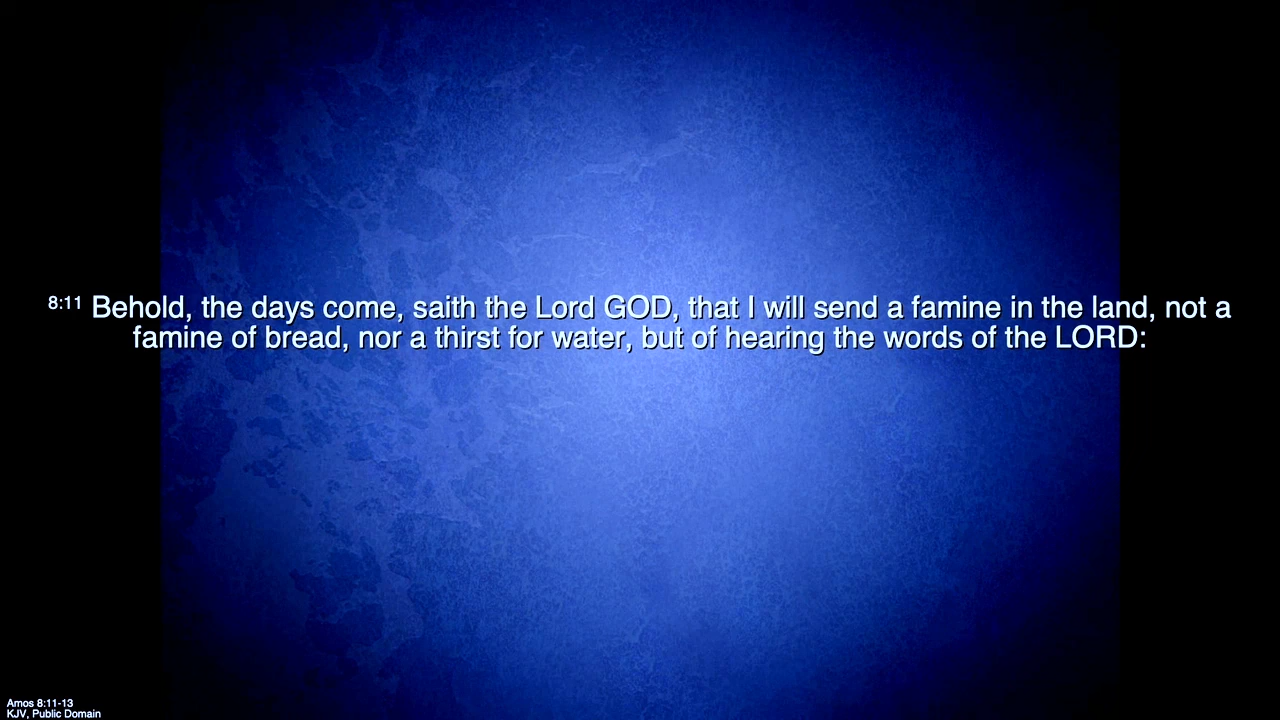 8:11 Behold, the days come, saith the Lord GOD, that I will send a famine in the land, not a
famine of bread, nor a thirst for water, but of hearing the words of the LORD:
Amos 8:11-13
KJV, Public Domain